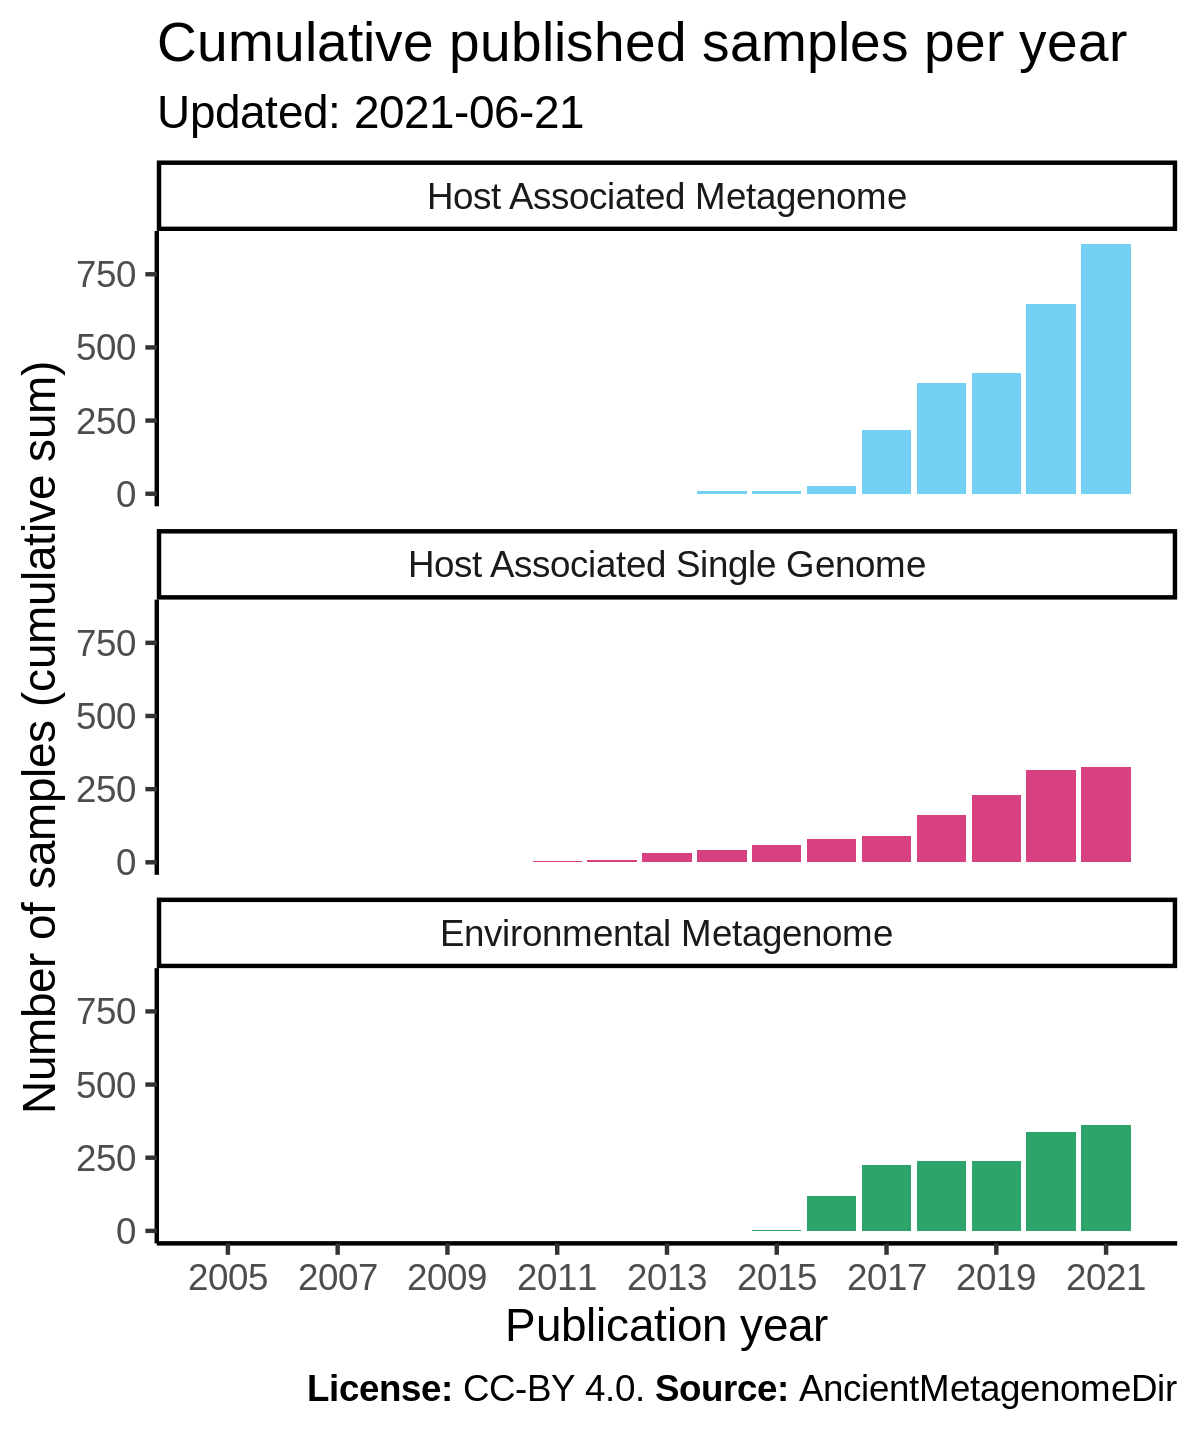 Cumulative published samples per year
Updated: 2021-06-21
Host Associated Metagenome
750
500
250
0
Host Associated Single Genome
750
500
250
0
Environmental Metagenome
750
500
250
0
Number of samples (cumulative sum)
2005 2007 2009 2011 2013 2015 2017 2019 2021
Publication year
License: CC-BY 4.0. Source: AncientMetagenomeDir